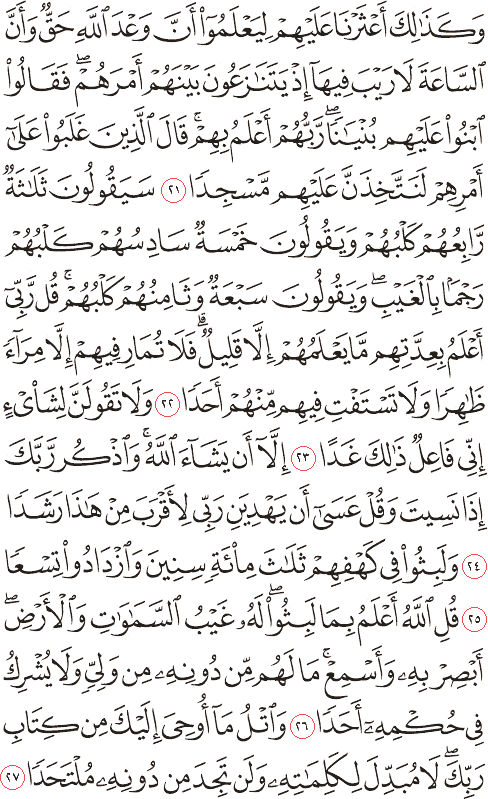 وَكَذَٰلِكَ أَعْثَرْنَا عَلَيْهِمْ لِيَعْلَمُوٓا۟ أَنَّ وَعْدَ ٱللَّهِ حَقٌّ وَأَنَّ
ٱلسَّاعَةَ لَا رَيْبَ فِيهَآ إِذْ يَتَنَٰزَعُونَ بَيْنَهُمْ أَمْرَهُمْ ۖ فَقَالُوا۟
ٱبْنُوا۟ عَلَيْهِم بُنْيَٰنًا ۖ رَّبُّهُمْ أَعْلَمُ بِهِمْ ۚ قَالَ ٱلَّذِينَ غَلَبُوا۟ عَلَىٰٓ
أَمْرِهِمْ لَنَتَّخِذَنَّ عَلَيْهِم مَّسْجِدًا ٢١ سَيَقُولُونَ ثَلَٰثَةٌ
رَّابِعُهُمْ كَلْبُهُمْ وَيَقُولُونَ خَمْسَةٌ سَادِسُهُمْ كَلْبُهُمْ
رَجْمًۢا بِٱلْغَيْبِ ۖ وَيَقُولُونَ سَبْعَةٌ وَثَامِنُهُمْ كَلْبُهُمْ ۚ قُل رَّبِّىٓ
أَعْلَمُ بِعِدَّتِهِم مَّا يَعْلَمُهُمْ إِلَّا قَلِيلٌ ۗ فَلَا تُمَارِ فِيهِمْ إِلَّا مِرَآءً
ظَٰهِرًا وَلَا تَسْتَفْتِ فِيهِم مِّنْهُمْ أَحَدًا ٢٢ وَلَا تَقُولَنَّ لِشَا۟ىْءٍ
إِنِّى فَاعِلٌ ذَٰلِكَ غَدًا ٢٣ إِلَّآ أَن يَشَآءَ ٱللَّهُ ۚ وَٱذْكُر رَّبَّكَ
إِذَا نَسِيتَ وَقُلْ عَسَىٰٓ أَن يَهْدِيَنِ رَبِّى لِأَقْرَبَ مِنْ هَٰذَا رَشَدًا
٢٤ وَلَبِثُوا۟ فِى كَهْفِهِمْ ثَلَٰثَ مِا۟ئَةٍ سِنِينَ وَٱزْدَادُوا۟ تِسْعًا
٢٥ قُلِ ٱللَّهُ أَعْلَمُ بِمَا لَبِثُوا۟ ۖ لَهُۥ غَيْبُ ٱلسَّمَٰوَٰتِ وَٱلْأَرْضِ ۖ
أَبْصِرْ بِهِۦ وَأَسْمِعْ ۚ مَا لَهُم مِّن دُونِهِۦ مِن وَلِىٍّ وَلَا يُشْرِكُ
فِى حُكْمِهِۦٓ أَحَدًا ٢٦ وَٱتْلُ مَآ أُوحِىَ إِلَيْكَ مِن كِتَابِ
رَبِّكَ ۖ لَا مُبَدِّلَ لِكَلِمَٰتِهِۦ وَلَن تَجِدَ مِن دُونِهِۦ مُلْتَحَدًا ٢٧